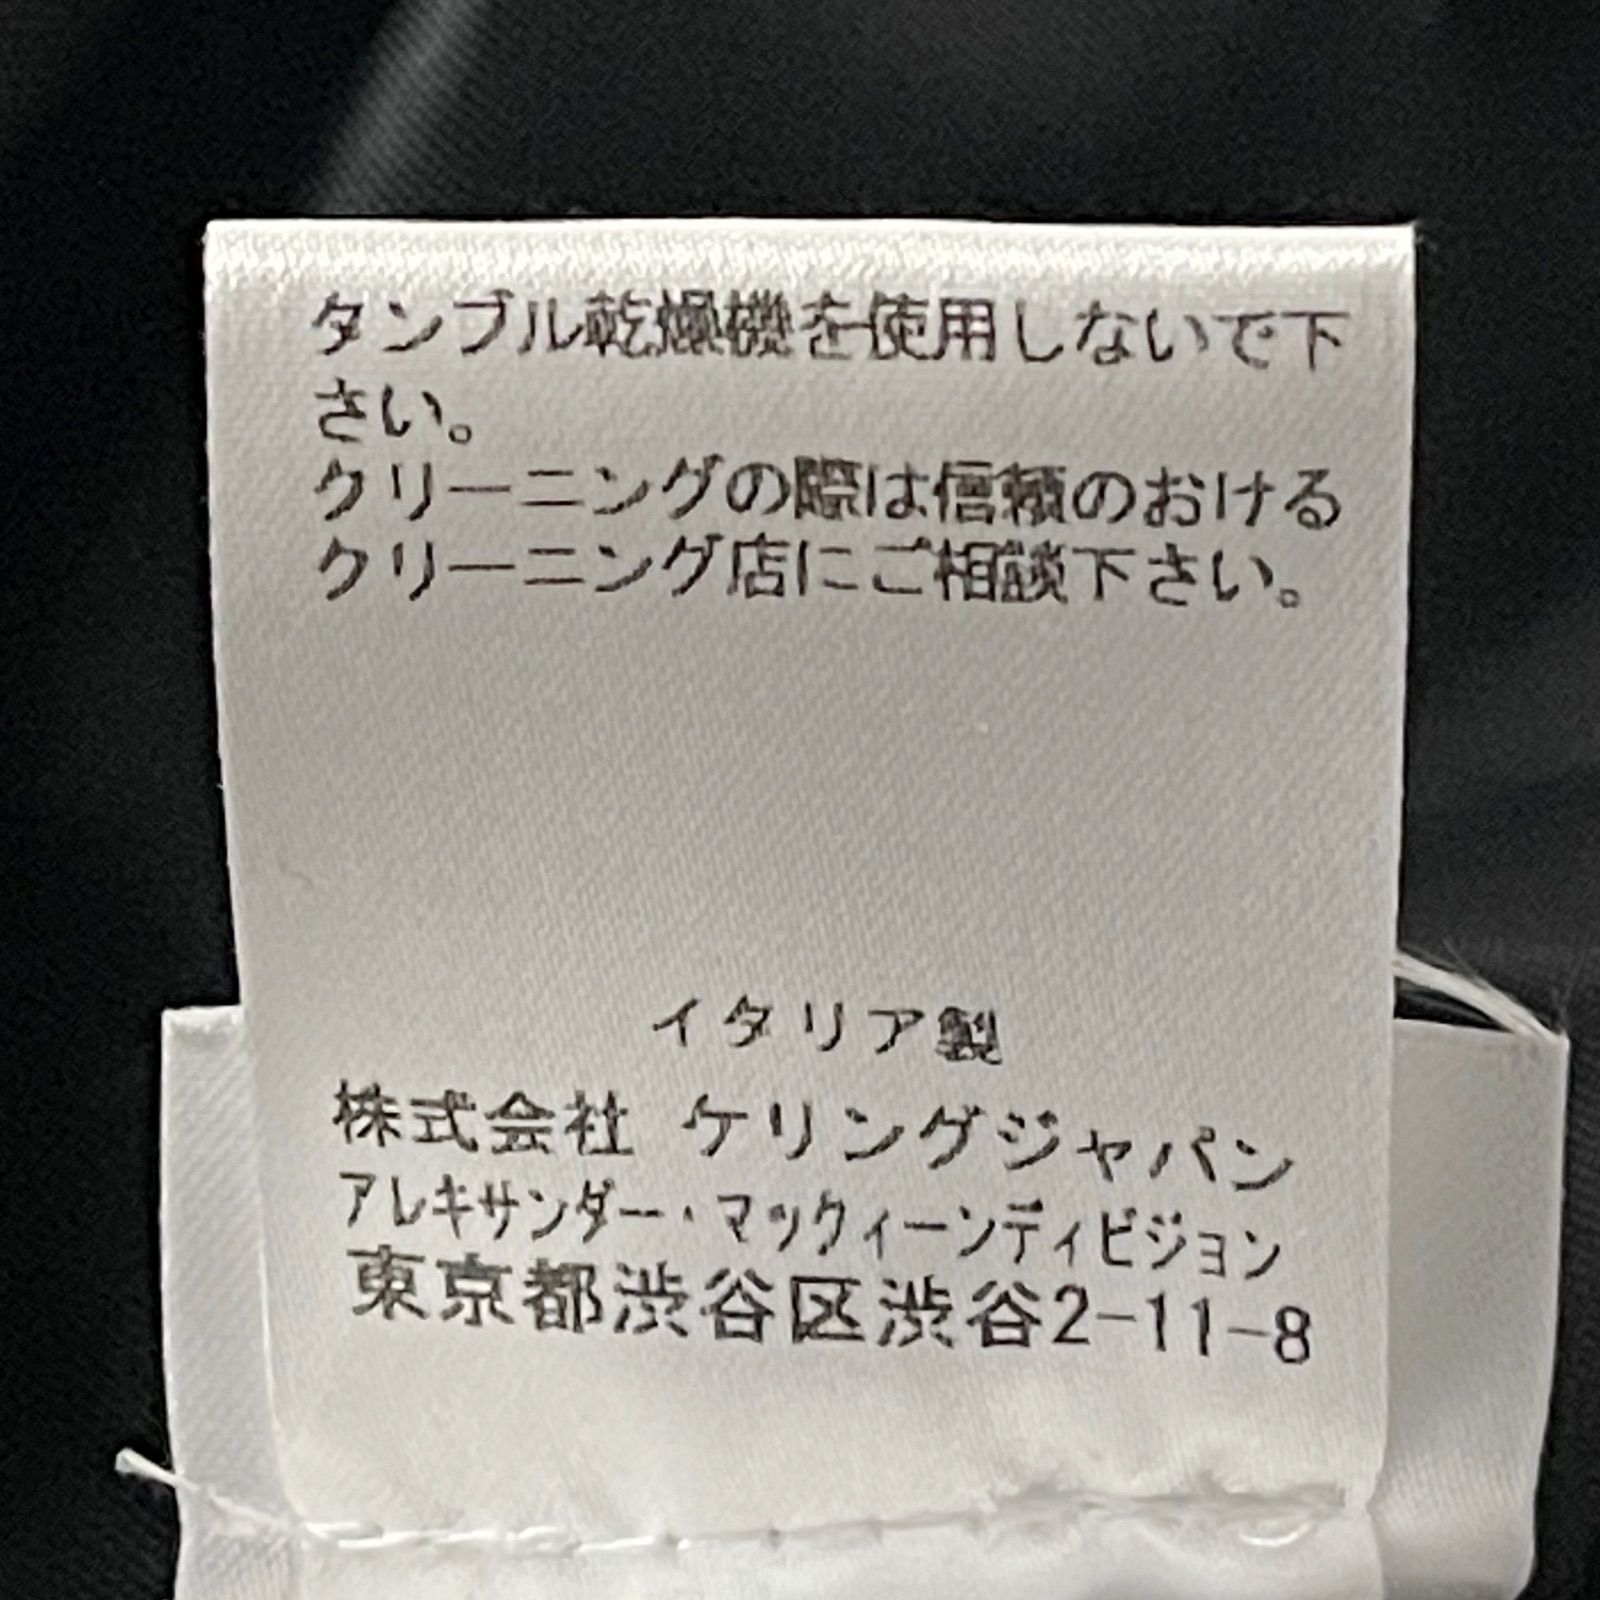 タンブル乾燥機を使用しないで下
さい。
クリーニングの際は信頼のおける
クリーニング店にご相談下さい。
イタリア製
株式会社 ケリングジャパン
アレキサンダー・マックィーンディビジョン
東京都渋谷区渋谷2-11-8